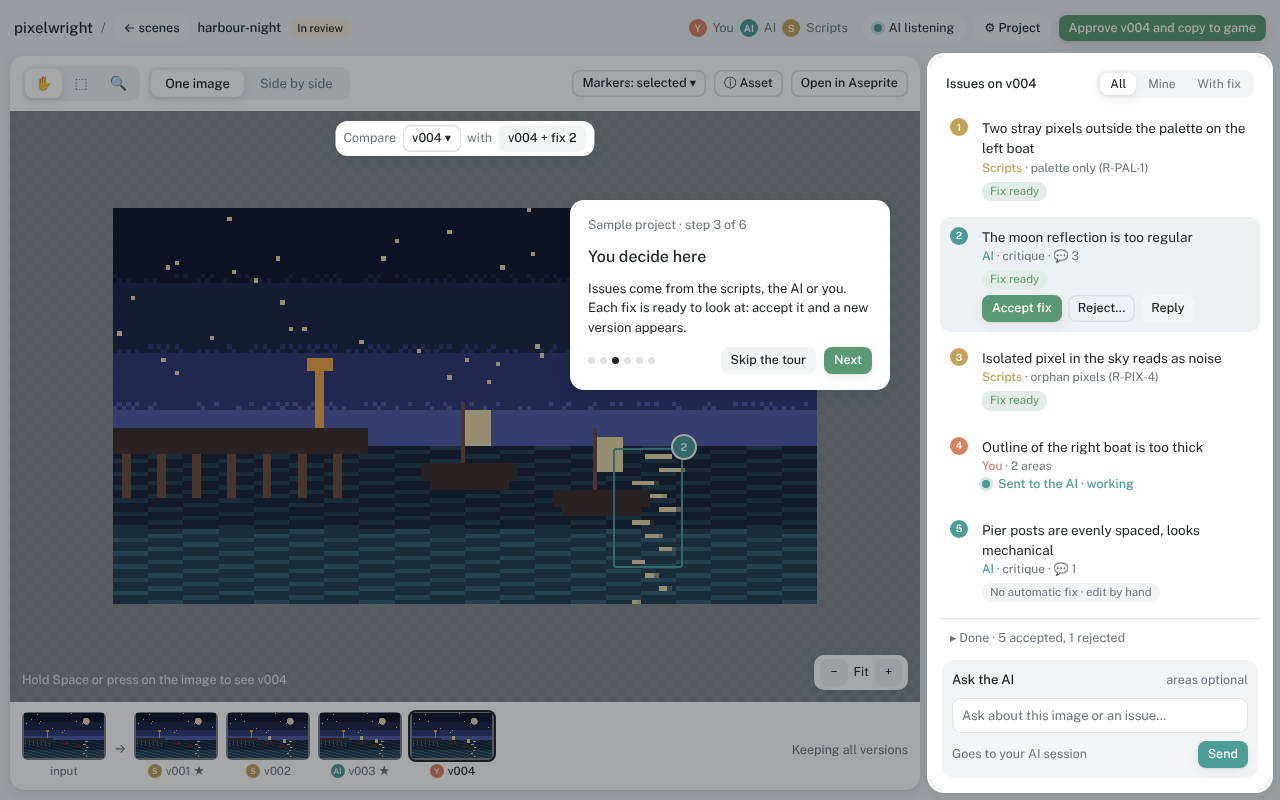 pixelwright / ← scenes harbour-night In review Y You AI AI S Scripts AI listening ⚙ Project Approve v004 and copy to game
One image Side by side Markers: selected ▾ ⓘ Asset Open in Aseprite
Compare v004 ▾ with v004 + fix 2
Sample project · step 3 of 6
You decide here
Issues come from the scripts, the AI or you.
Each fix is ready to look at: accept it and a new
version appears.
Skip the tour Next
2
Hold Space or press on the image to see v004
− Fit +
input → S v001 ★ S v002 AI v003 ★ Y v004
Keeping all versions
Issues on v004 All Mine With fix
1 Two stray pixels outside the palette on the
left boat
Scripts · palette only (R-PAL-1)
Fix ready
2 The moon reflection is too regular
AI · critique · 💬 3
Fix ready
Accept fix Reject... Reply
3 Isolated pixel in the sky reads as noise
Scripts · orphan pixels (R-PIX-4)
Fix ready
4 Outline of the right boat is too thick
You · 2 areas
Sent to the AI · working
5 Pier posts are evenly spaced, looks
mechanical
AI · critique · 💬 1
No automatic fix · edit by hand
▸ Done · 5 accepted, 1 rejected
Ask the AI areas optional
Ask about this image or an issue...
Goes to your AI session Send